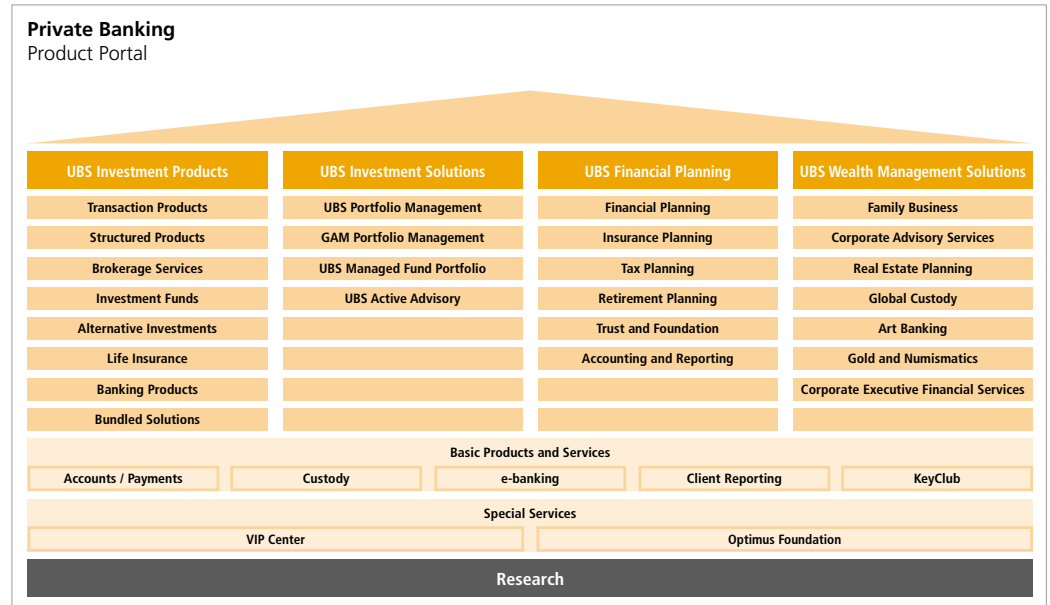 Private Banking
Product Portal
UBS Investment Products
Transaction Products
Structured Products
Brokerage Services
Investment Funds
Alternative Investments
Life Insurance
Banking Products
Bundled Solutions
UBS Investment Solutions
UBS Portfolio Management
GAM Portfolio Management
UBS Managed Fund Portfolio
UBS Active Advisory
UBS Financial Planning
Financial Planning
Insurance Planning
Tax Planning
Retirement Planning
Trust and Foundation
Accounting and Reporting
UBS Wealth Management Solutions
Family Business
Corporate Advisory Services
Real Estate Planning
Global Custody
Art Banking
Gold and Numismatics
Corporate Executive Financial Services
Basic Products and Services
Accounts / Payments
Custody
e-banking
Client Reporting
KeyClub
Special Services
VIP Center
Optimus Foundation
Research